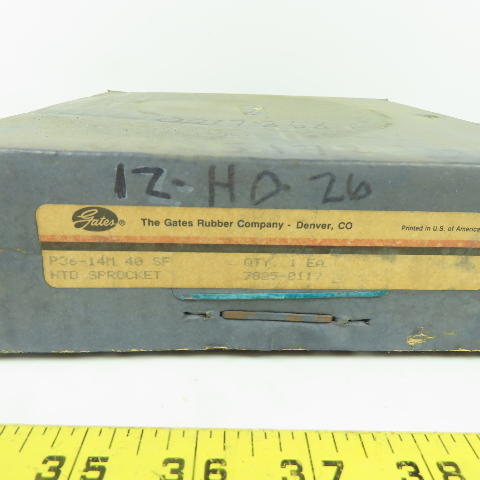 12-HD-26
Gates® The Gates Rubber Company - Denver, CO Printed in U.S. of America
P36-14M 40 SF QTY. 1 EA
HTD SPROCKET 7805-0117
35 36 37 38